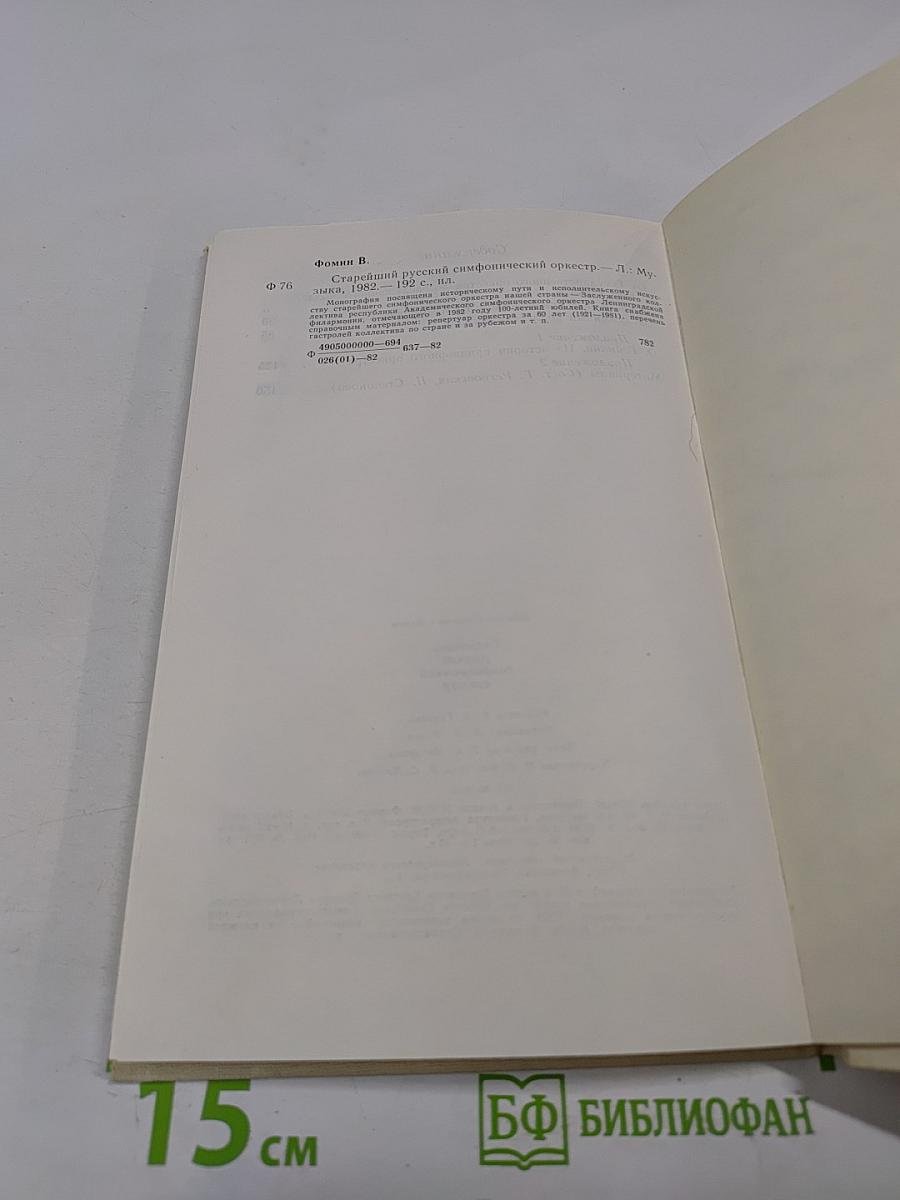 Фомин В.
Ф 76 Старейший русский симфонический оркестр.— Л.: Му-
зыка, 1982.— 192 с., ил.
Монография посвящена историческому пути и исполнительскому искус-
ству старейшего симфонического оркестра нашей страны — Заслуженного кол-
лектива республики Академического симфонического оркестра Ленинградской
филармонии, отмечающего в 1982 году 100-летний юбилей. Книга снабжена
справочным материалом: репертуар оркестра за 60 лет (1921—1981), перечень
гастролей коллектива по стране и за рубежом и т. п.
4905000000—694
Ф 637—82 782
026(01)—82
15 см
БФ БИБЛИОФАН